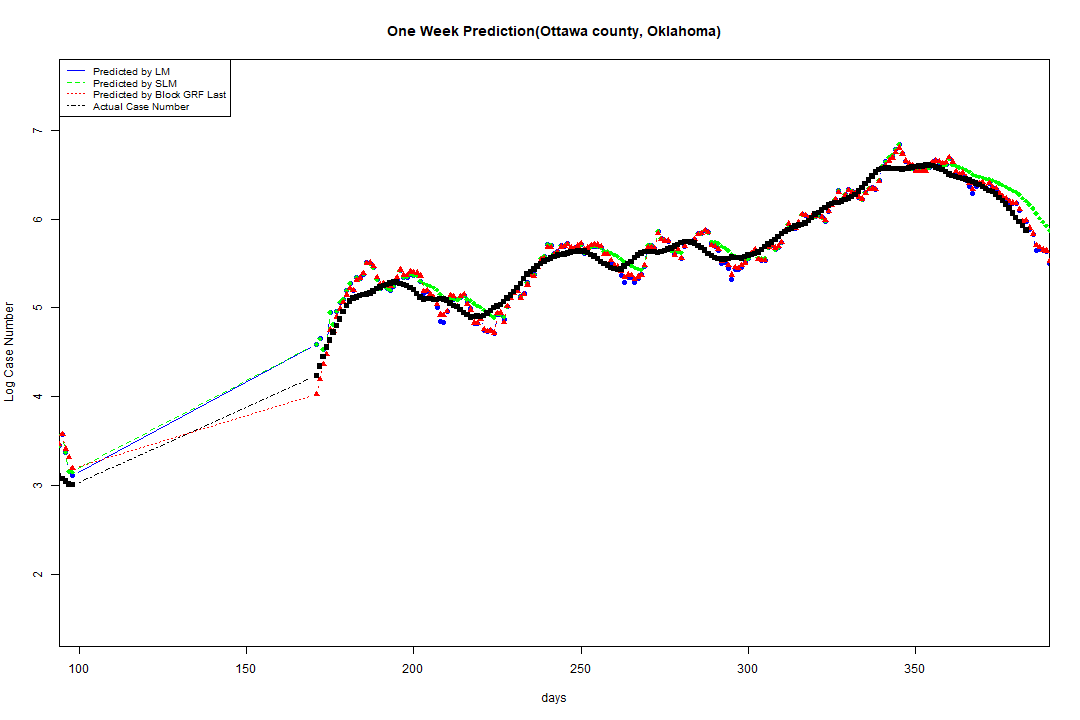 One Week Prediction(Ottawa county, Oklahoma)
Predicted by LM
Predicted by SLM
Predicted by Block GRF Last
Actual Case Number
7
6
5
4
3
2
Log Case Number
100 150 200 250 300 350
days